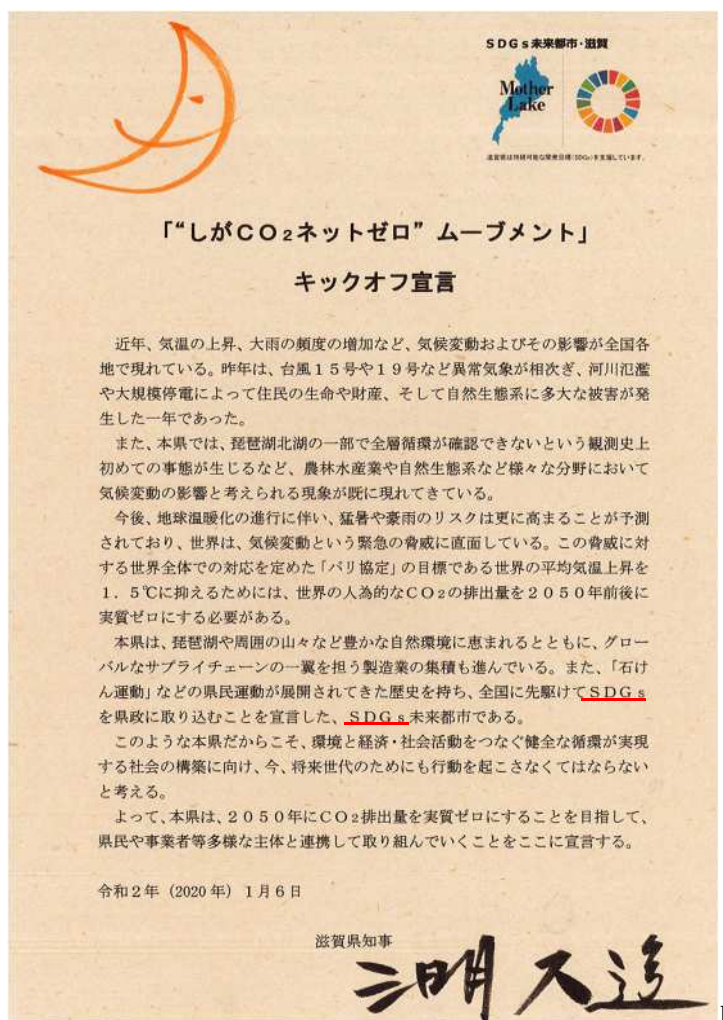 SDGs未来都市・滋賀
Mother
Lake
滋賀県は持続可能な開発目標(SDGs)を支援しています。
「“しがCO₂ネットゼロ” ムーブメント」
キックオフ宣言
近年、気温の上昇、大雨の頻度の増加など、気候変動およびその影響が全国各
地で現れている。昨年は、台風15号や19号など異常気象が相次ぎ、河川氾濫
や大規模停電によって住民の生命や財産、そして自然生態系に多大な被害が発
生した一年であった。
また、本県では、琵琶湖北湖の一部で全層循環が確認できないという観測史上
初めての事態が生じるなど、農林水産業や自然生態系など様々な分野において
気候変動の影響と考えられる現象が既に現れてきている。
今後、地球温暖化の進行に伴い、猛暑や豪雨のリスクは更に高まることが予測
されており、世界は、気候変動という緊急の脅威に直面している。この脅威に対
する世界全体での対応を定めた「パリ協定」の目標である世界の平均気温上昇を
1.5℃に抑えるためには、世界の人為的なCO₂の排出量を2050年前後に
実質ゼロにする必要がある。
本県は、琵琶湖や周囲の山々など豊かな自然環境に恵まれるとともに、グロー
バルなサプライチェーンの一翼を担う製造業の集積も進んでいる。また、「石け
ん運動」などの県民運動が展開されてきた歴史を持ち、全国に先駆けてSDGs
を県政に取り込むことを宣言した、SDGs未来都市である。
このような本県だからこそ、環境と経済・社会活動をつなぐ健全な循環が実現
する社会の構築に向け、今、将来世代のためにも行動を起こさなくてはならない
と考える。
よって、本県は、2050年にCO₂排出量を実質ゼロにすることを目指して、
県民や事業者等多様な主体と連携して取り組んでいくことをここに宣言する。
令和2年（2020年）1月6日
滋賀県知事
三日月 大造